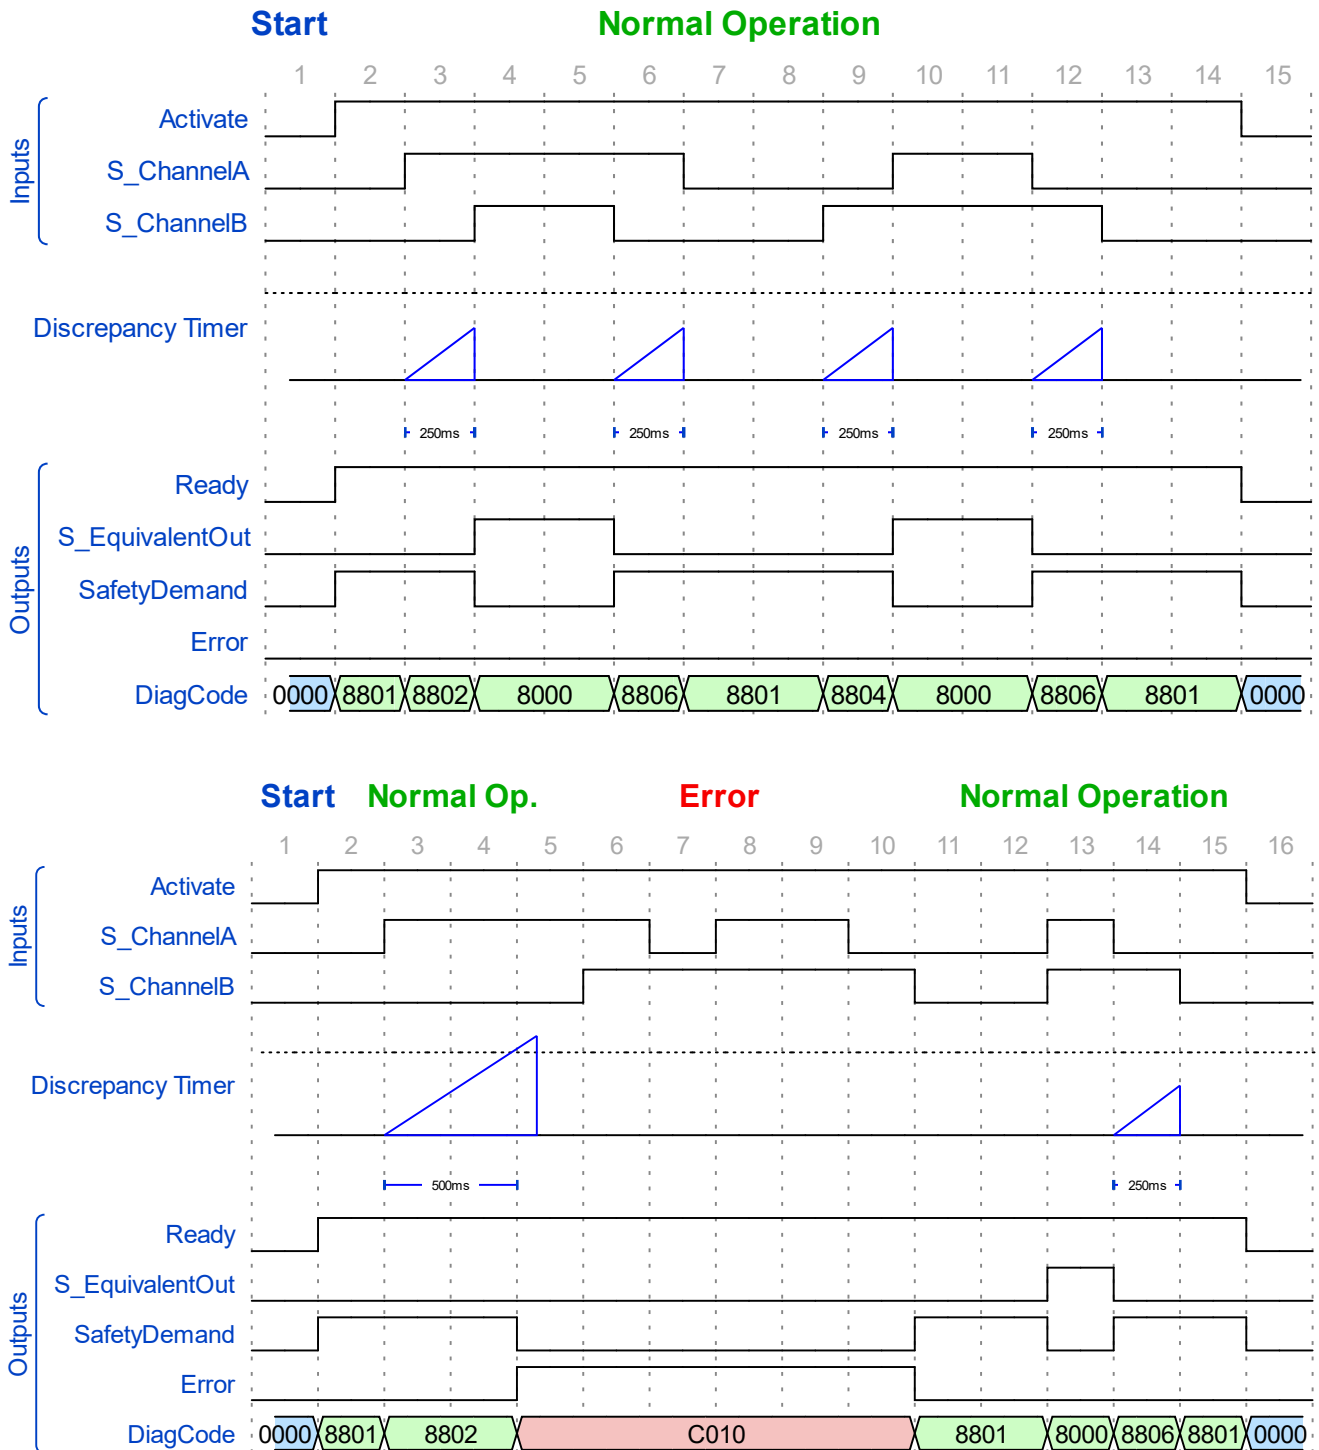 Start Normal Operation
1 2 3 4 5 6 7 8 9 10 11 12 13 14 15
Inputs
Activate
S_ChannelA
S_ChannelB
Discrepancy Timer
250ms 250ms 250ms 250ms
Outputs
Ready
S_EquivalentOut
SafetyDemand
Error
DiagCode 0000 8801 8802 8000 8806 8801 8804 8000 8806 8801 0000
Start Normal Op. Error Normal Operation
1 2 3 4 5 6 7 8 9 10 11 12 13 14 15 16
Inputs
Activate
S_ChannelA
S_ChannelB
Discrepancy Timer
500ms 250ms
Outputs
Ready
S_EquivalentOut
SafetyDemand
Error
DiagCode 0000 8801 8802 C010 8801 8000 8806 8801 0000